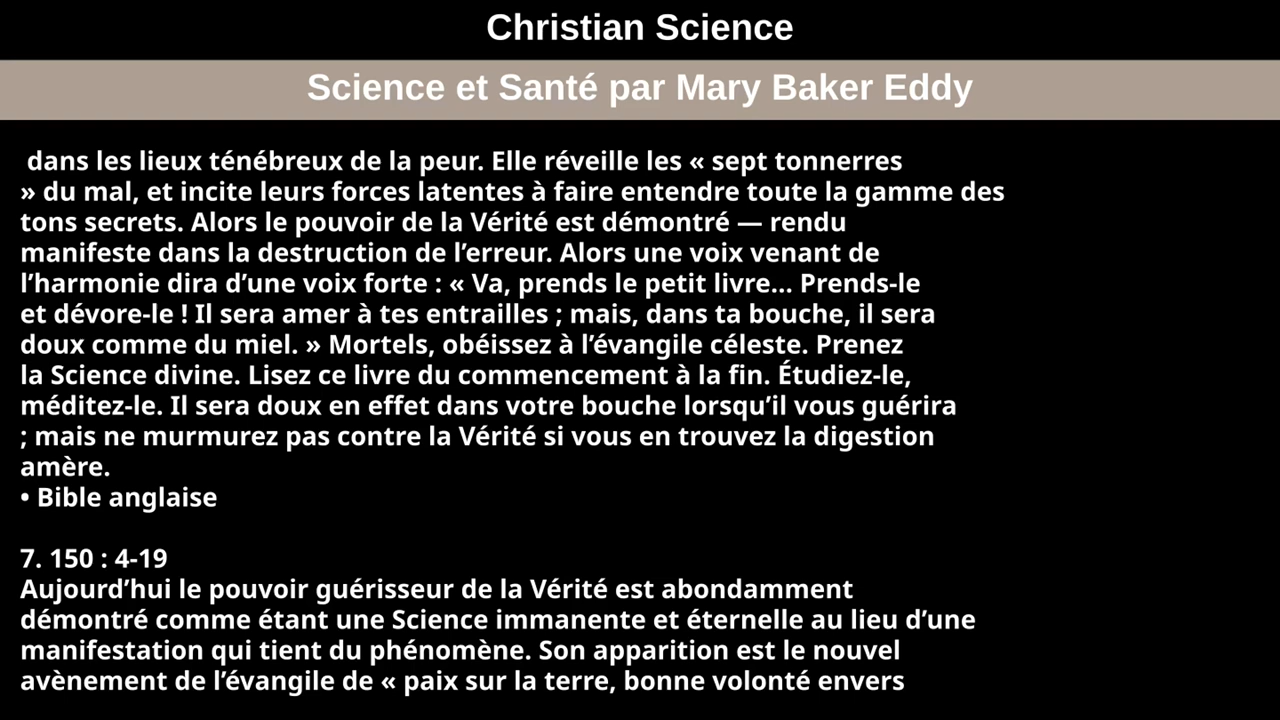 Christian Science
Science et Santé par Mary Baker Eddy
dans les lieux ténébreux de la peur. Elle réveille les « sept tonnerres
» du mal, et incite leurs forces latentes à faire entendre toute la gamme des
tons secrets. Alors le pouvoir de la Vérité est démontré — rendu
manifeste dans la destruction de l’erreur. Alors une voix venant de
l’harmonie dira d’une voix forte : « Va, prends le petit livre... Prends-le
et dévore-le ! Il sera amer à tes entrailles ; mais, dans ta bouche, il sera
doux comme du miel. » Mortels, obéissez à l’évangile céleste. Prenez
la Science divine. Lisez ce livre du commencement à la fin. Étudiez-le,
méditez-le. Il sera doux en effet dans votre bouche lorsqu’il vous guérira
; mais ne murmurez pas contre la Vérité si vous en trouvez la digestion
amère.
• Bible anglaise
7. 150 : 4-19
Aujourd’hui le pouvoir guérisseur de la Vérité est abondamment
démontré comme étant une Science immanente et éternelle au lieu d’une
manifestation qui tient du phénomène. Son apparition est le nouvel
avènement de l’évangile de « paix sur la terre, bonne volonté envers